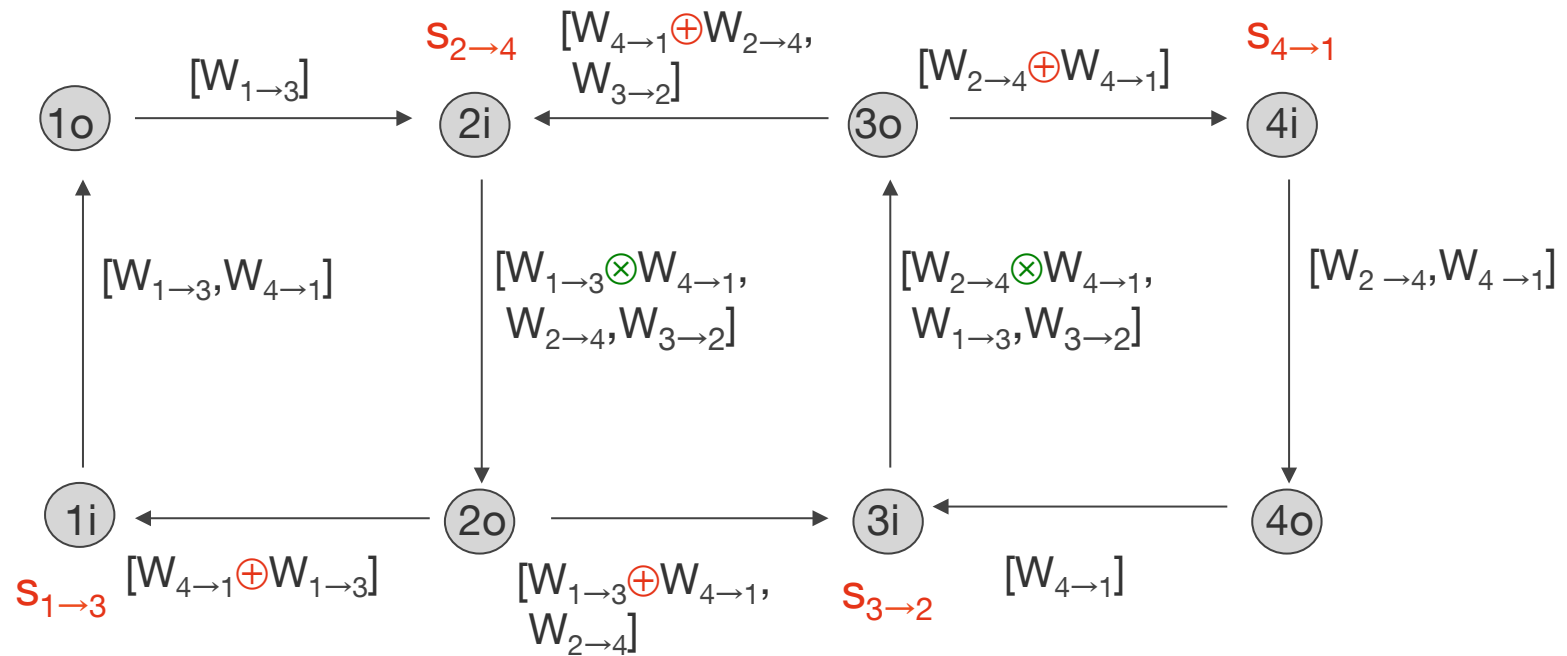 s₂→₄
[W₄→₁⊕W₂→₄,
W₃→₂]
s₄→₁
[W₁→₃]
[W₂→₄⊕W₄→₁]
1o
2i
3o
4i
[W₁→₃,W₄→₁]
[W₁→₃⊗W₄→₁,
W₂→₄,W₃→₂]
[W₂→₄⊗W₄→₁,
W₁→₃,W₃→₂]
[W₂ →₄,W₄ →₁]
1i
2o
3i
4o
s₁→₃
[W₄→₁⊕W₁→₃]
[W₁→₃⊕W₄→₁,
W₂→₄]
s₃→₂
[W₄→₁]